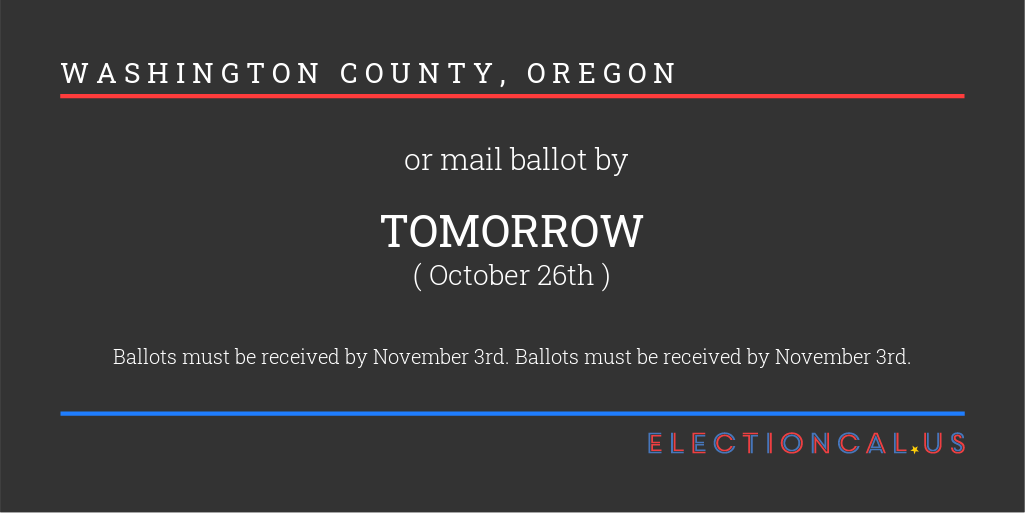 WASHINGTON COUNTY, OREGON
or mail ballot by
TOMORROW
( October 26th )
Ballots must be received by November 3rd. Ballots must be received by November 3rd.
ELECTIONCAL.US